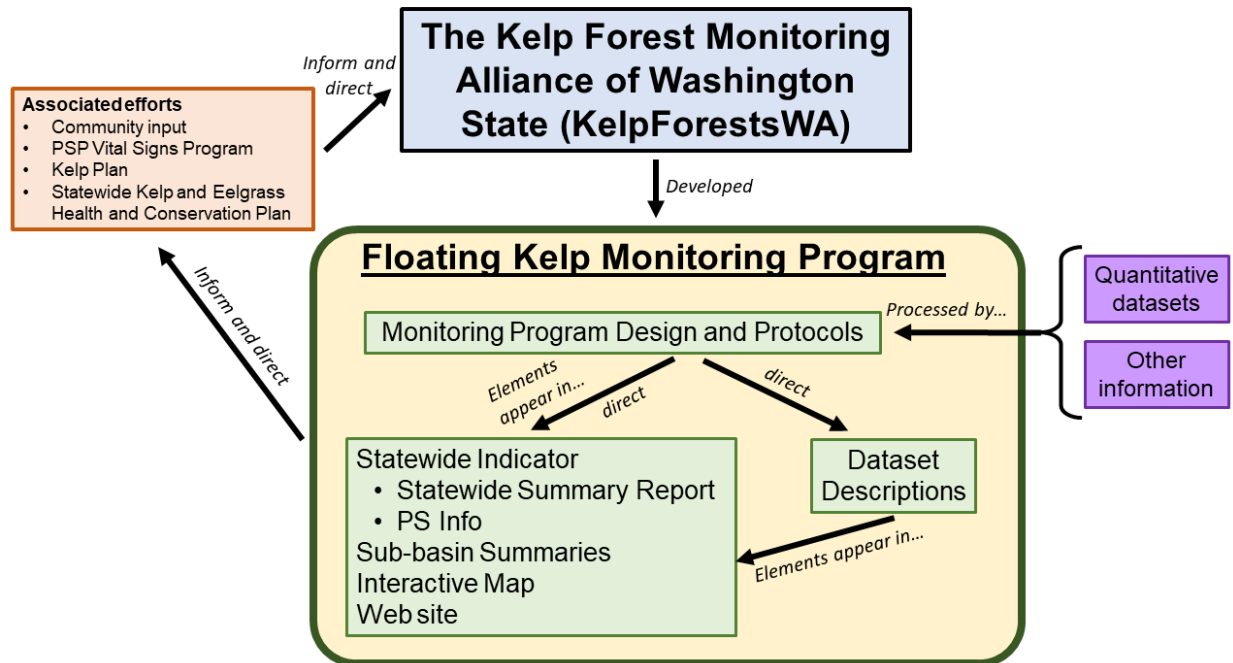 The Kelp Forest Monitoring
Alliance of Washington
State (KelpForestsWA)
Inform and
direct
Associated efforts
• Community input
• PSP Vital Signs Program
• Kelp Plan
• Statewide Kelp and Eelgrass
Health and Conservation Plan
Developed
Inform and direct
Floating Kelp Monitoring Program
Monitoring Program Design and Protocols
Processed by...
Quantitative
datasets
Other
information
Elements
appear in...
direct
direct
Statewide Indicator
• Statewide Summary Report
• PS Info
Sub-basin Summaries
Interactive Map
Web site
Dataset
Descriptions
Elements appear in...